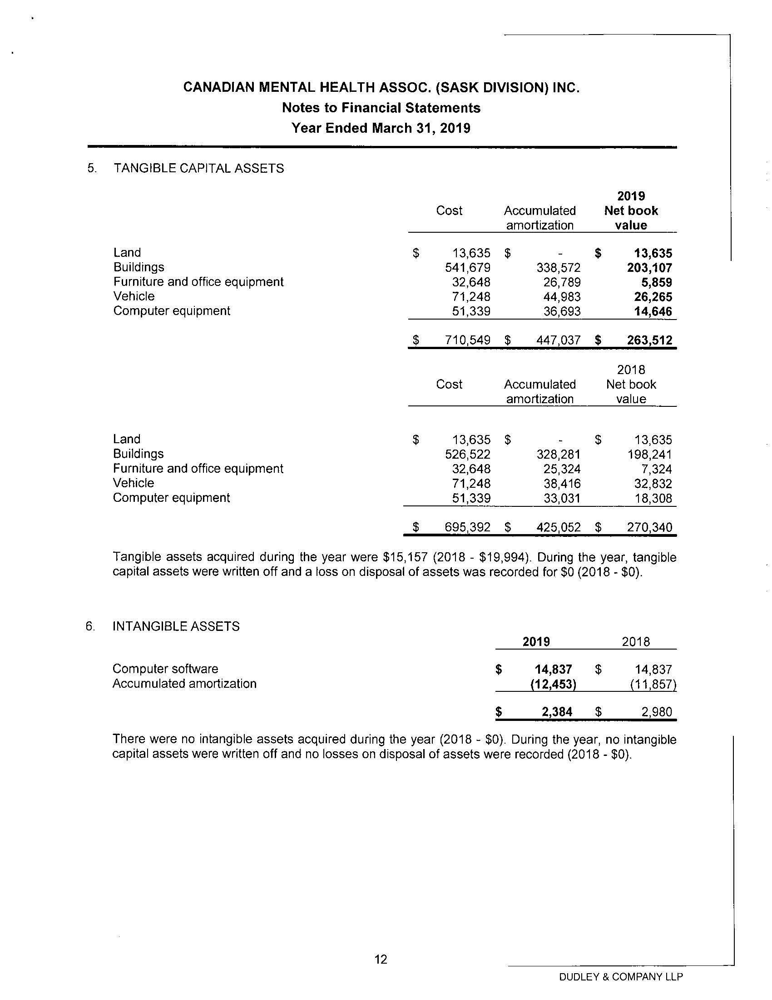 CANADIAN MENTAL HEALTH ASSOC. (SASK DIVISION) INC.
Notes to Financial Statements
Year Ended March 31, 2019
5. TANGIBLE CAPITAL ASSETS
2019
Cost Accumulated Net book
amortization value
Land $ 13,635 $ - $ 13,635
Buildings 541,679 338,572 203,107
Furniture and office equipment 32,648 26,789 5,859
Vehicle 71,248 44,983 26,265
Computer equipment 51,339 36,693 14,646
$ 710,549 $ 447,037 $ 263,512
2018
Cost Accumulated Net book
amortization value
Land $ 13,635 $ - $ 13,635
Buildings 526,522 328,281 198,241
Furniture and office equipment 32,648 25,324 7,324
Vehicle 71,248 38,416 32,832
Computer equipment 51,339 33,031 18,308
$ 695,392 $ 425,052 $ 270,340
Tangible assets acquired during the year were $15,157 (2018 - $19,994). During the year, tangible
capital assets were written off and a loss on disposal of assets was recorded for $0 (2018 - $0).
6. INTANGIBLE ASSETS
2019 2018
Computer software $ 14,837 $ 14,837
Accumulated amortization (12,453) (11,857)
$ 2,384 $ 2,980
There were no intangible assets acquired during the year (2018 - $0). During the year, no intangible
capital assets were written off and no losses on disposal of assets were recorded (2018 - $0).
12
DUDLEY & COMPANY LLP